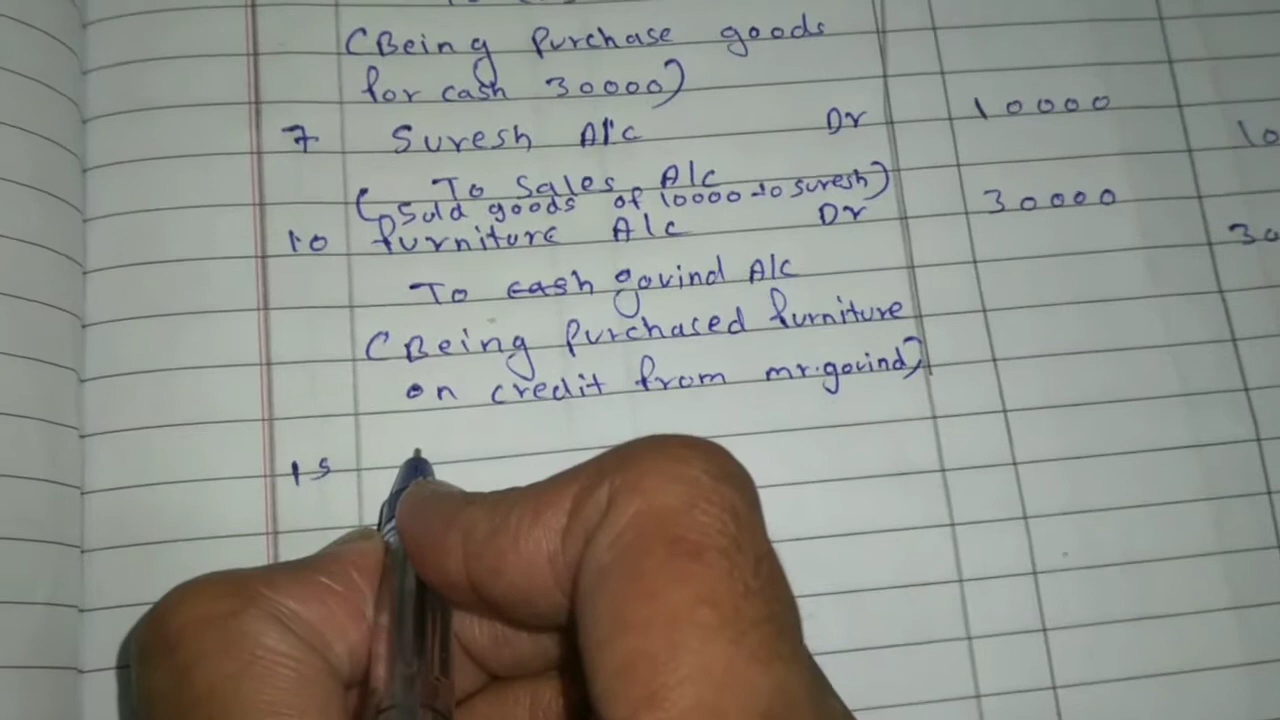 (Being purchase goods
for cash 30000)
7 Suresh A/c Dr 10000
To Sales A/c 10
(Sold goods of 10000 to suresh)
10 furniture A/c Dr 30000
To cash govind A/c 30
(Being purchased furniture
on credit from mr.govind)
15